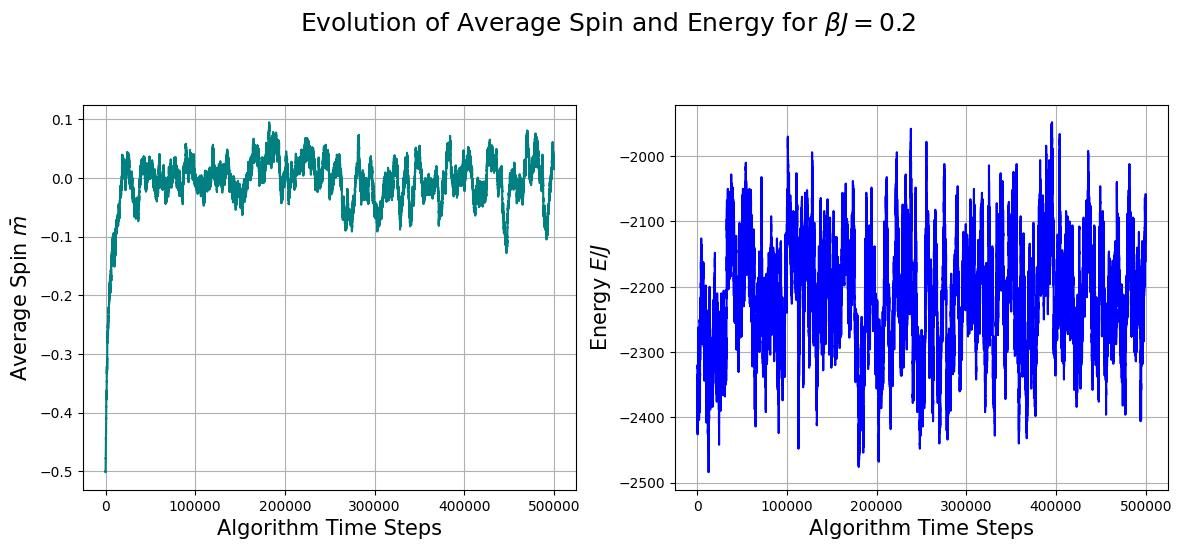 Evolution of Average Spin and Energy for βJ = 0.2
Average Spin m̄
0.1
0.0
−0.1
−0.2
−0.3
−0.4
−0.5
0 100000 200000 300000 400000 500000
Algorithm Time Steps
Energy E/J
−2000
−2100
−2200
−2300
−2400
−2500
0 100000 200000 300000 400000 500000
Algorithm Time Steps